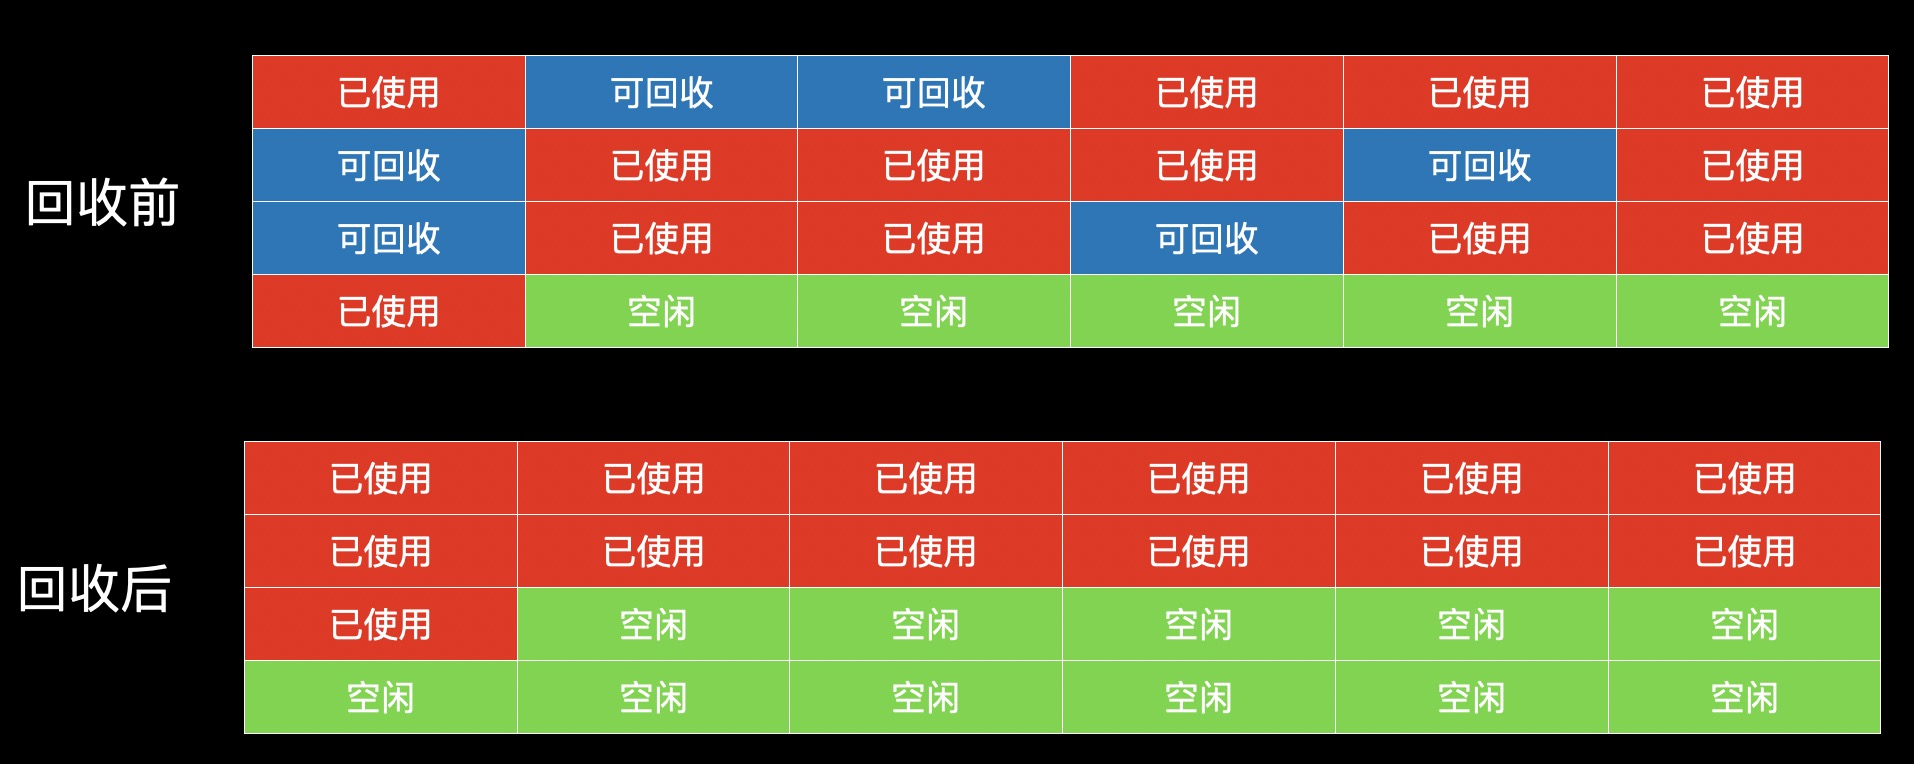 已使用 可回收 可回收 已使用 已使用 已使用
可回收 已使用 已使用 已使用 可回收 已使用
回收前
可回收 已使用 已使用 可回收 已使用 已使用
已使用 空闲 空闲 空闲 空闲 空闲
已使用 已使用 已使用 已使用 已使用 已使用
已使用 已使用 已使用 已使用 已使用 已使用
回收后
已使用 空闲 空闲 空闲 空闲 空闲
空闲 空闲 空闲 空闲 空闲 空闲